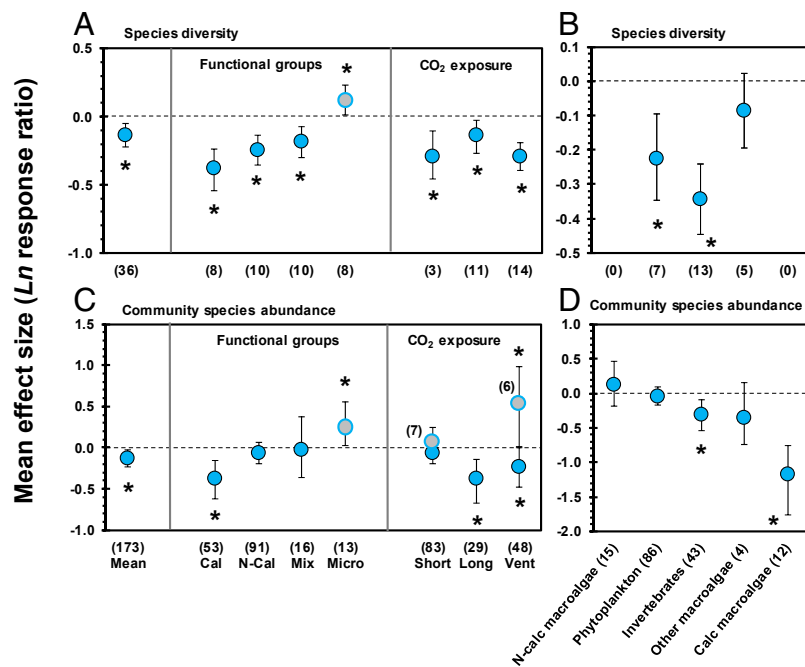 A Species diversity
Functional groups
CO₂ exposure
0.5
0.0
-0.5
-1.0
* * * * * * * *
(36) (8) (10) (10) (8) (3) (11) (14)
B Species diversity
0.1
0.0
-0.1
-0.2
-0.3
-0.4
-0.5
* *
(0) (7) (13) (5) (0)
Mean effect size (Ln response ratio)
C Community species abundance
Functional groups
CO₂ exposure
1.5
1.0
0.5
0.0
-0.5
-1.0
(7) (6)
* * * * * *
(173) (53) (91) (16) (13) (83) (29) (48)
Mean Cal N-Cal Mix Micro Short Long Vent
D Community species abundance
1.0
0.5
0.0
-0.5
-1.0
-1.5
-2.0
* *
N-calc macroalgae (15)
Phytoplankton (86)
Invertebrates (43)
Other macroalgae (4)
Calc macroalgae (12)